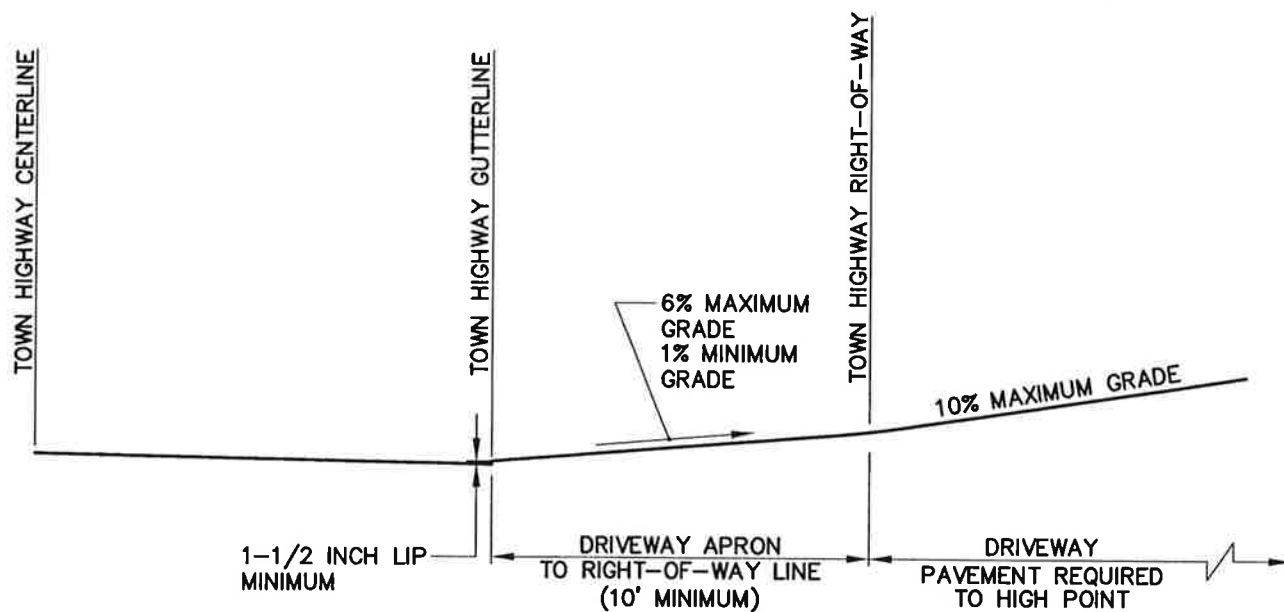 TOWN HIGHWAY CENTERLINE
TOWN HIGHWAY GUTTERLINE
TOWN HIGHWAY RIGHT-OF-WAY
6% MAXIMUM
GRADE
1% MINIMUM
GRADE
10% MAXIMUM GRADE
1-1/2 INCH LIP
MINIMUM
DRIVEWAY APRON
TO RIGHT-OF-WAY LINE
(10' MINIMUM)
DRIVEWAY
PAVEMENT REQUIRED
TO HIGH POINT